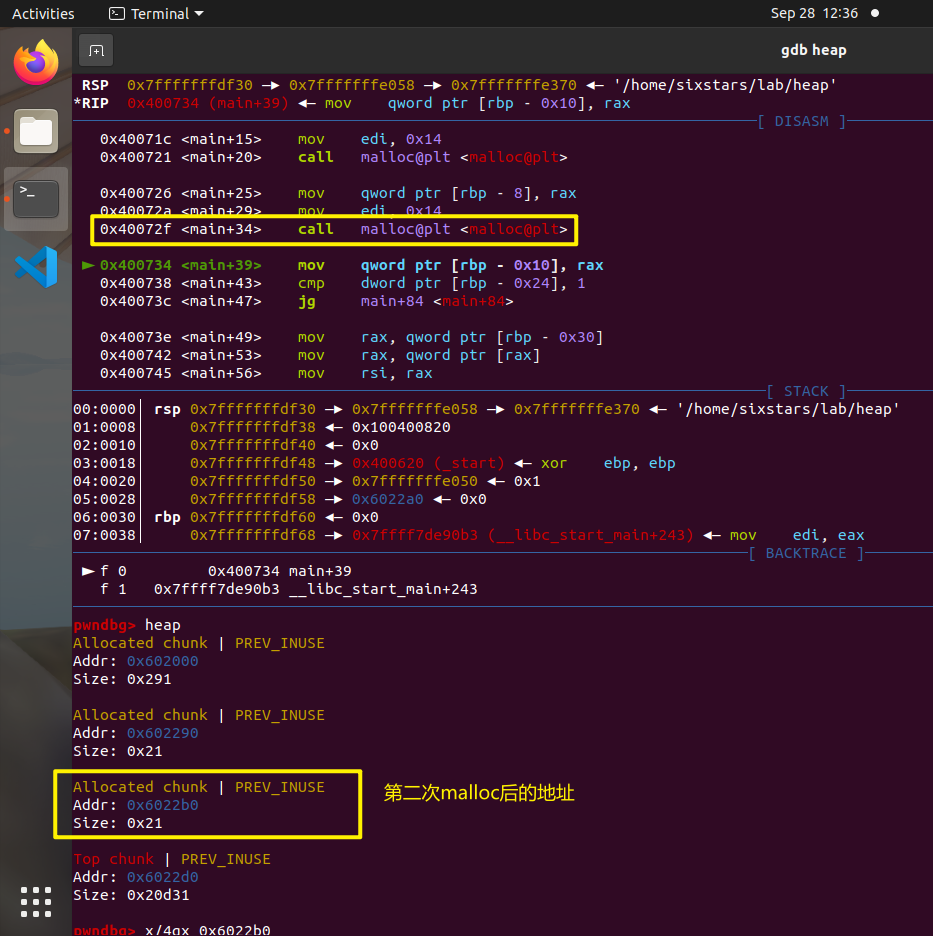 Activities Terminal Sep 28 12:36
gdb heap
RSP 0x7fffffffdf30 —▸ 0x7fffffffe058 —▸ 0x7fffffffe370 ◂— '/home/sixstars/lab/heap'
*RIP 0x400734 (main+39) ◂— mov qword ptr [rbp - 0x10], rax
[ DISASM ]
0x40071c <main+15> mov edi, 0x14
0x400721 <main+20> call malloc@plt <malloc@plt>
0x400726 <main+25> mov qword ptr [rbp - 8], rax
0x40072a <main+29> mov edi, 0x14
0x40072f <main+34> call malloc@plt <malloc@plt>
► 0x400734 <main+39> mov qword ptr [rbp - 0x10], rax
0x400738 <main+43> cmp dword ptr [rbp - 0x24], 1
0x40073c <main+47> jg main+84 <main+84>
0x40073e <main+49> mov rax, qword ptr [rbp - 0x30]
0x400742 <main+53> mov rax, qword ptr [rax]
0x400745 <main+56> mov rsi, rax
[ STACK ]
00:0000│ rsp 0x7fffffffdf30 —▸ 0x7fffffffe058 —▸ 0x7fffffffe370 ◂— '/home/sixstars/lab/heap'
01:0008│ 0x7fffffffdf38 ◂— 0x100400820
02:0010│ 0x7fffffffdf40 ◂— 0x0
03:0018│ 0x7fffffffdf48 —▸ 0x400620 (_start) ◂— xor ebp, ebp
04:0020│ 0x7fffffffdf50 —▸ 0x7fffffffe050 ◂— 0x1
05:0028│ 0x7fffffffdf58 —▸ 0x6022a0 ◂— 0x0
06:0030│ rbp 0x7fffffffdf60 ◂— 0x0
07:0038│ 0x7fffffffdf68 —▸ 0x7ffff7de90b3 (__libc_start_main+243) ◂— mov edi, eax
[ BACKTRACE ]
► f 0 0x400734 main+39
f 1 0x7ffff7de90b3 __libc_start_main+243
pwndbg> heap
Allocated chunk | PREV_INUSE
Addr: 0x602000
Size: 0x291
Allocated chunk | PREV_INUSE
Addr: 0x602290
Size: 0x21
Allocated chunk | PREV_INUSE
第二次malloc后的地址
Addr: 0x6022b0
Size: 0x21
Top chunk | PREV_INUSE
Addr: 0x6022d0
Size: 0x20d31
pwndbg> x/4gx 0x6022b0